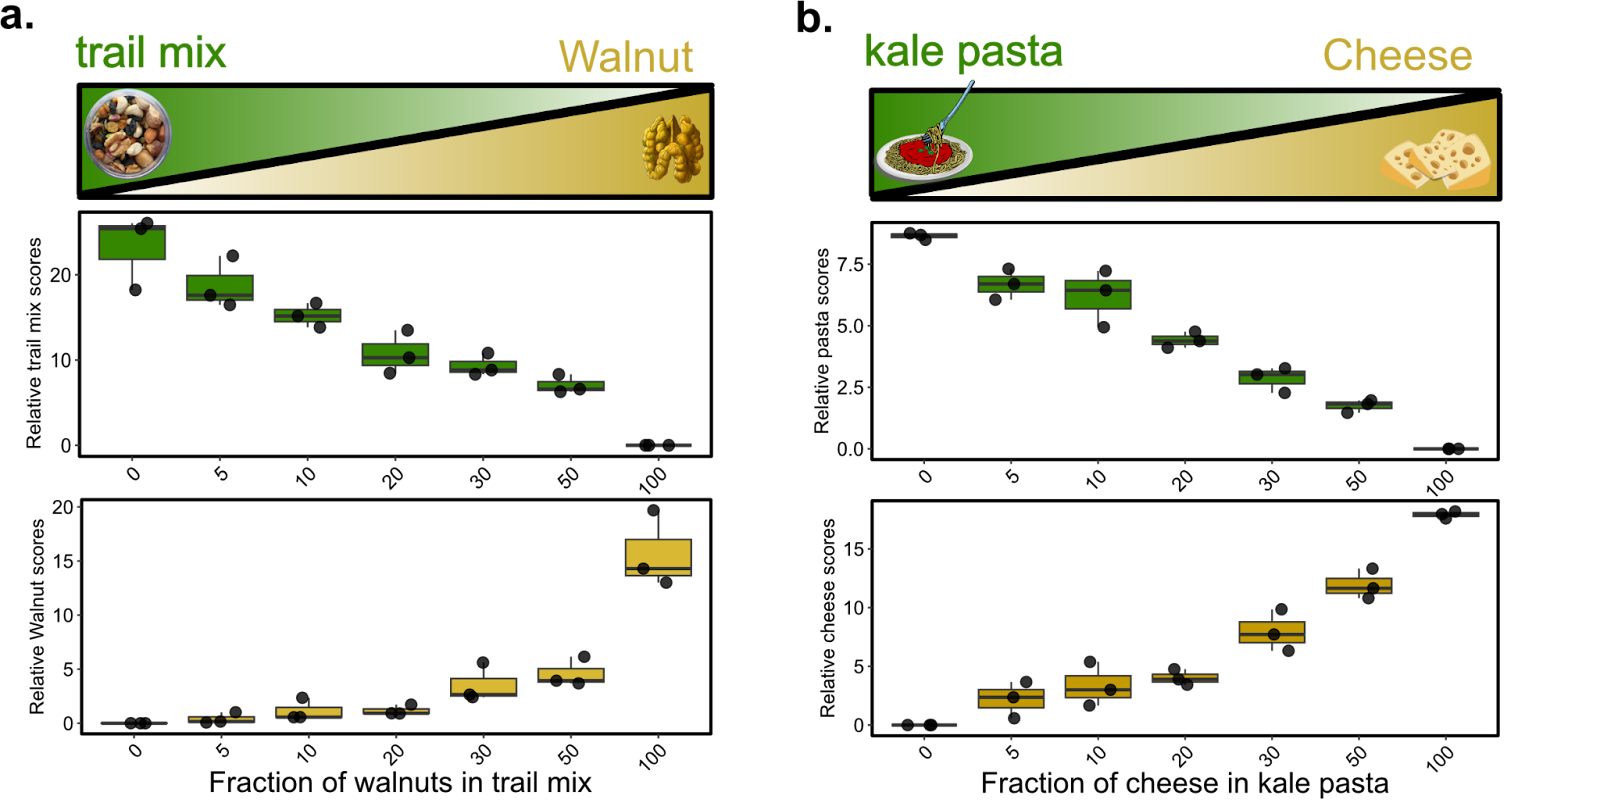 a.
trail mix
Walnut
Relative trail mix scores
20
10
0
0 5 10 20 30 50 100
Relative Walnut scores
20
15
10
5
0
0 5 10 20 30 50 100
Fraction of walnuts in trail mix
b.
kale pasta
Cheese
Relative pasta scores
7.5
5.0
2.5
0.0
0 5 10 20 30 50 100
Relative cheese scores
15
10
5
0
0 5 10 20 30 50 100
Fraction of cheese in kale pasta